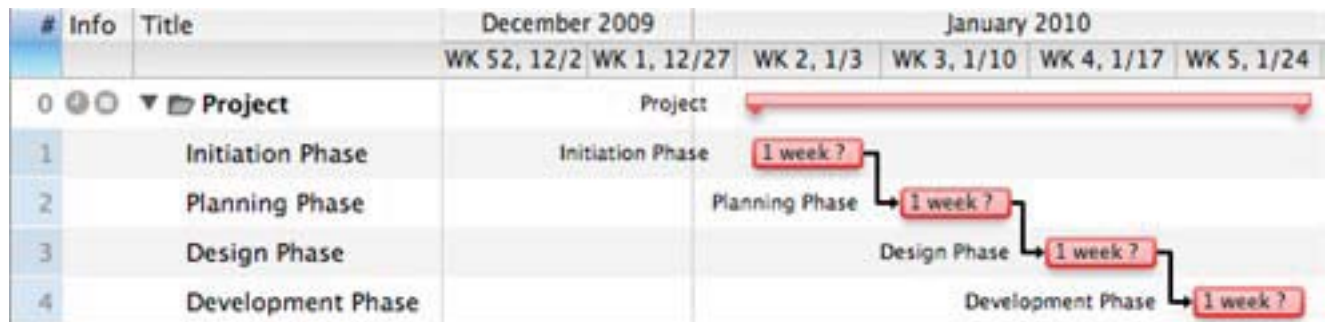 # Info Title December 2009 January 2010
WK 52, 12/2 WK 1, 12/27 WK 2, 1/3 WK 3, 1/10 WK 4, 1/17 WK 5, 1/24
0 Project Project
1 Initiation Phase Initiation Phase 1 week ?
2 Planning Phase Planning Phase 1 week ?
3 Design Phase Design Phase 1 week ?
4 Development Phase Development Phase 1 week ?